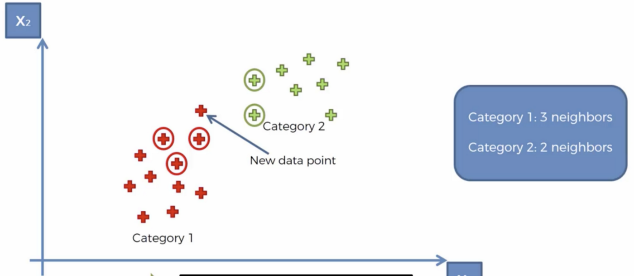 X2
Category 1: 3 neighbors
Category 2: 2 neighbors
Category 2
New data point
Category 1